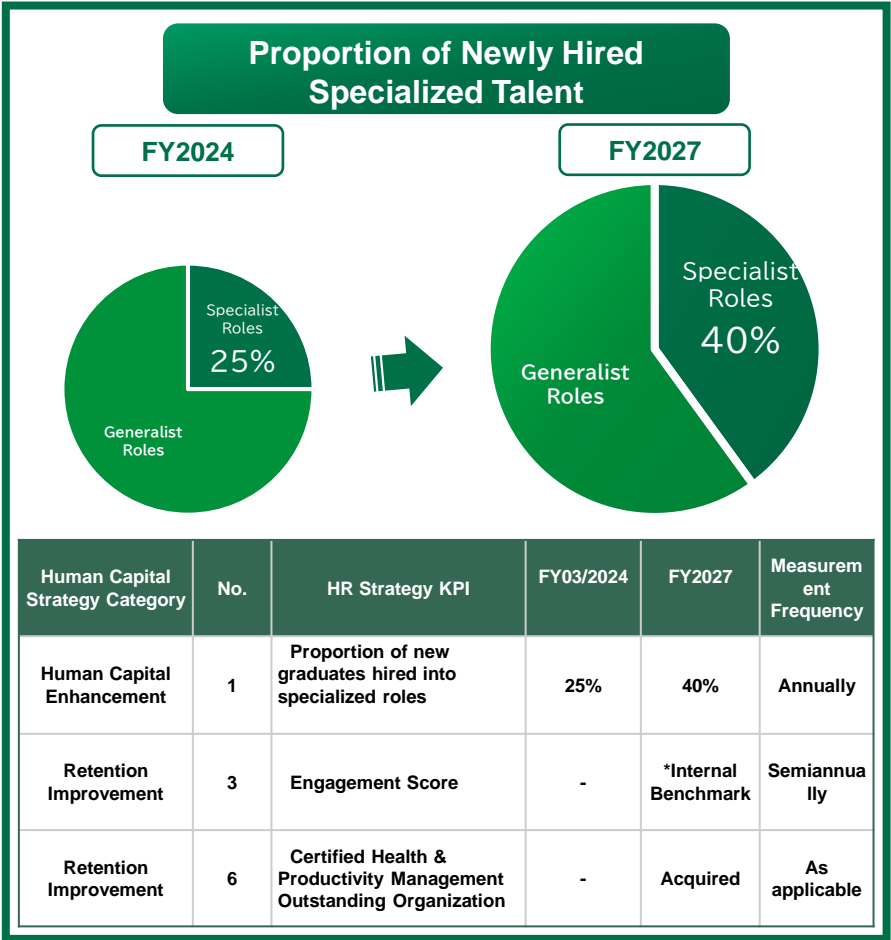 Proportion of Newly Hired
Specialized Talent
FY2024
FY2027
Specialist
Roles
25%
Generalist
Roles
Specialist
Roles
40%
Generalist
Roles
Human Capital
Strategy Category
No.
HR Strategy KPI
FY03/2024
FY2027
Measurem
ent
Frequency
Human Capital
Enhancement
1
Proportion of new
graduates hired into
specialized roles
25%
40%
Annually
Retention
Improvement
3
Engagement Score
-
*Internal
Benchmark
Semiannua
lly
Retention
Improvement
6
Certified Health &
Productivity Management
Outstanding Organization
-
Acquired
As
applicable